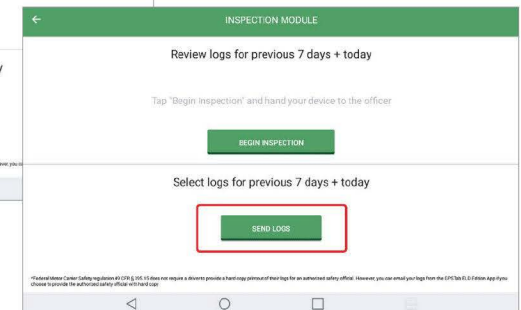 INSPECTION MODULE
Review logs for previous 7 days + today
Tap "Begin Inspection" and hand your device to the officer
BEGIN INSPECTION
Select logs for previous 7 days + today
SEND LOGS
*Federal Motor Carrier Safety regulation 49 CFR § 395.15 does not require a driver to provide a hard copy printout of their logs for an authorized safety official. However, you can email your logs from the EPS Tab ELD Edition App if you
choose to provide the authorized safety official with hard copy